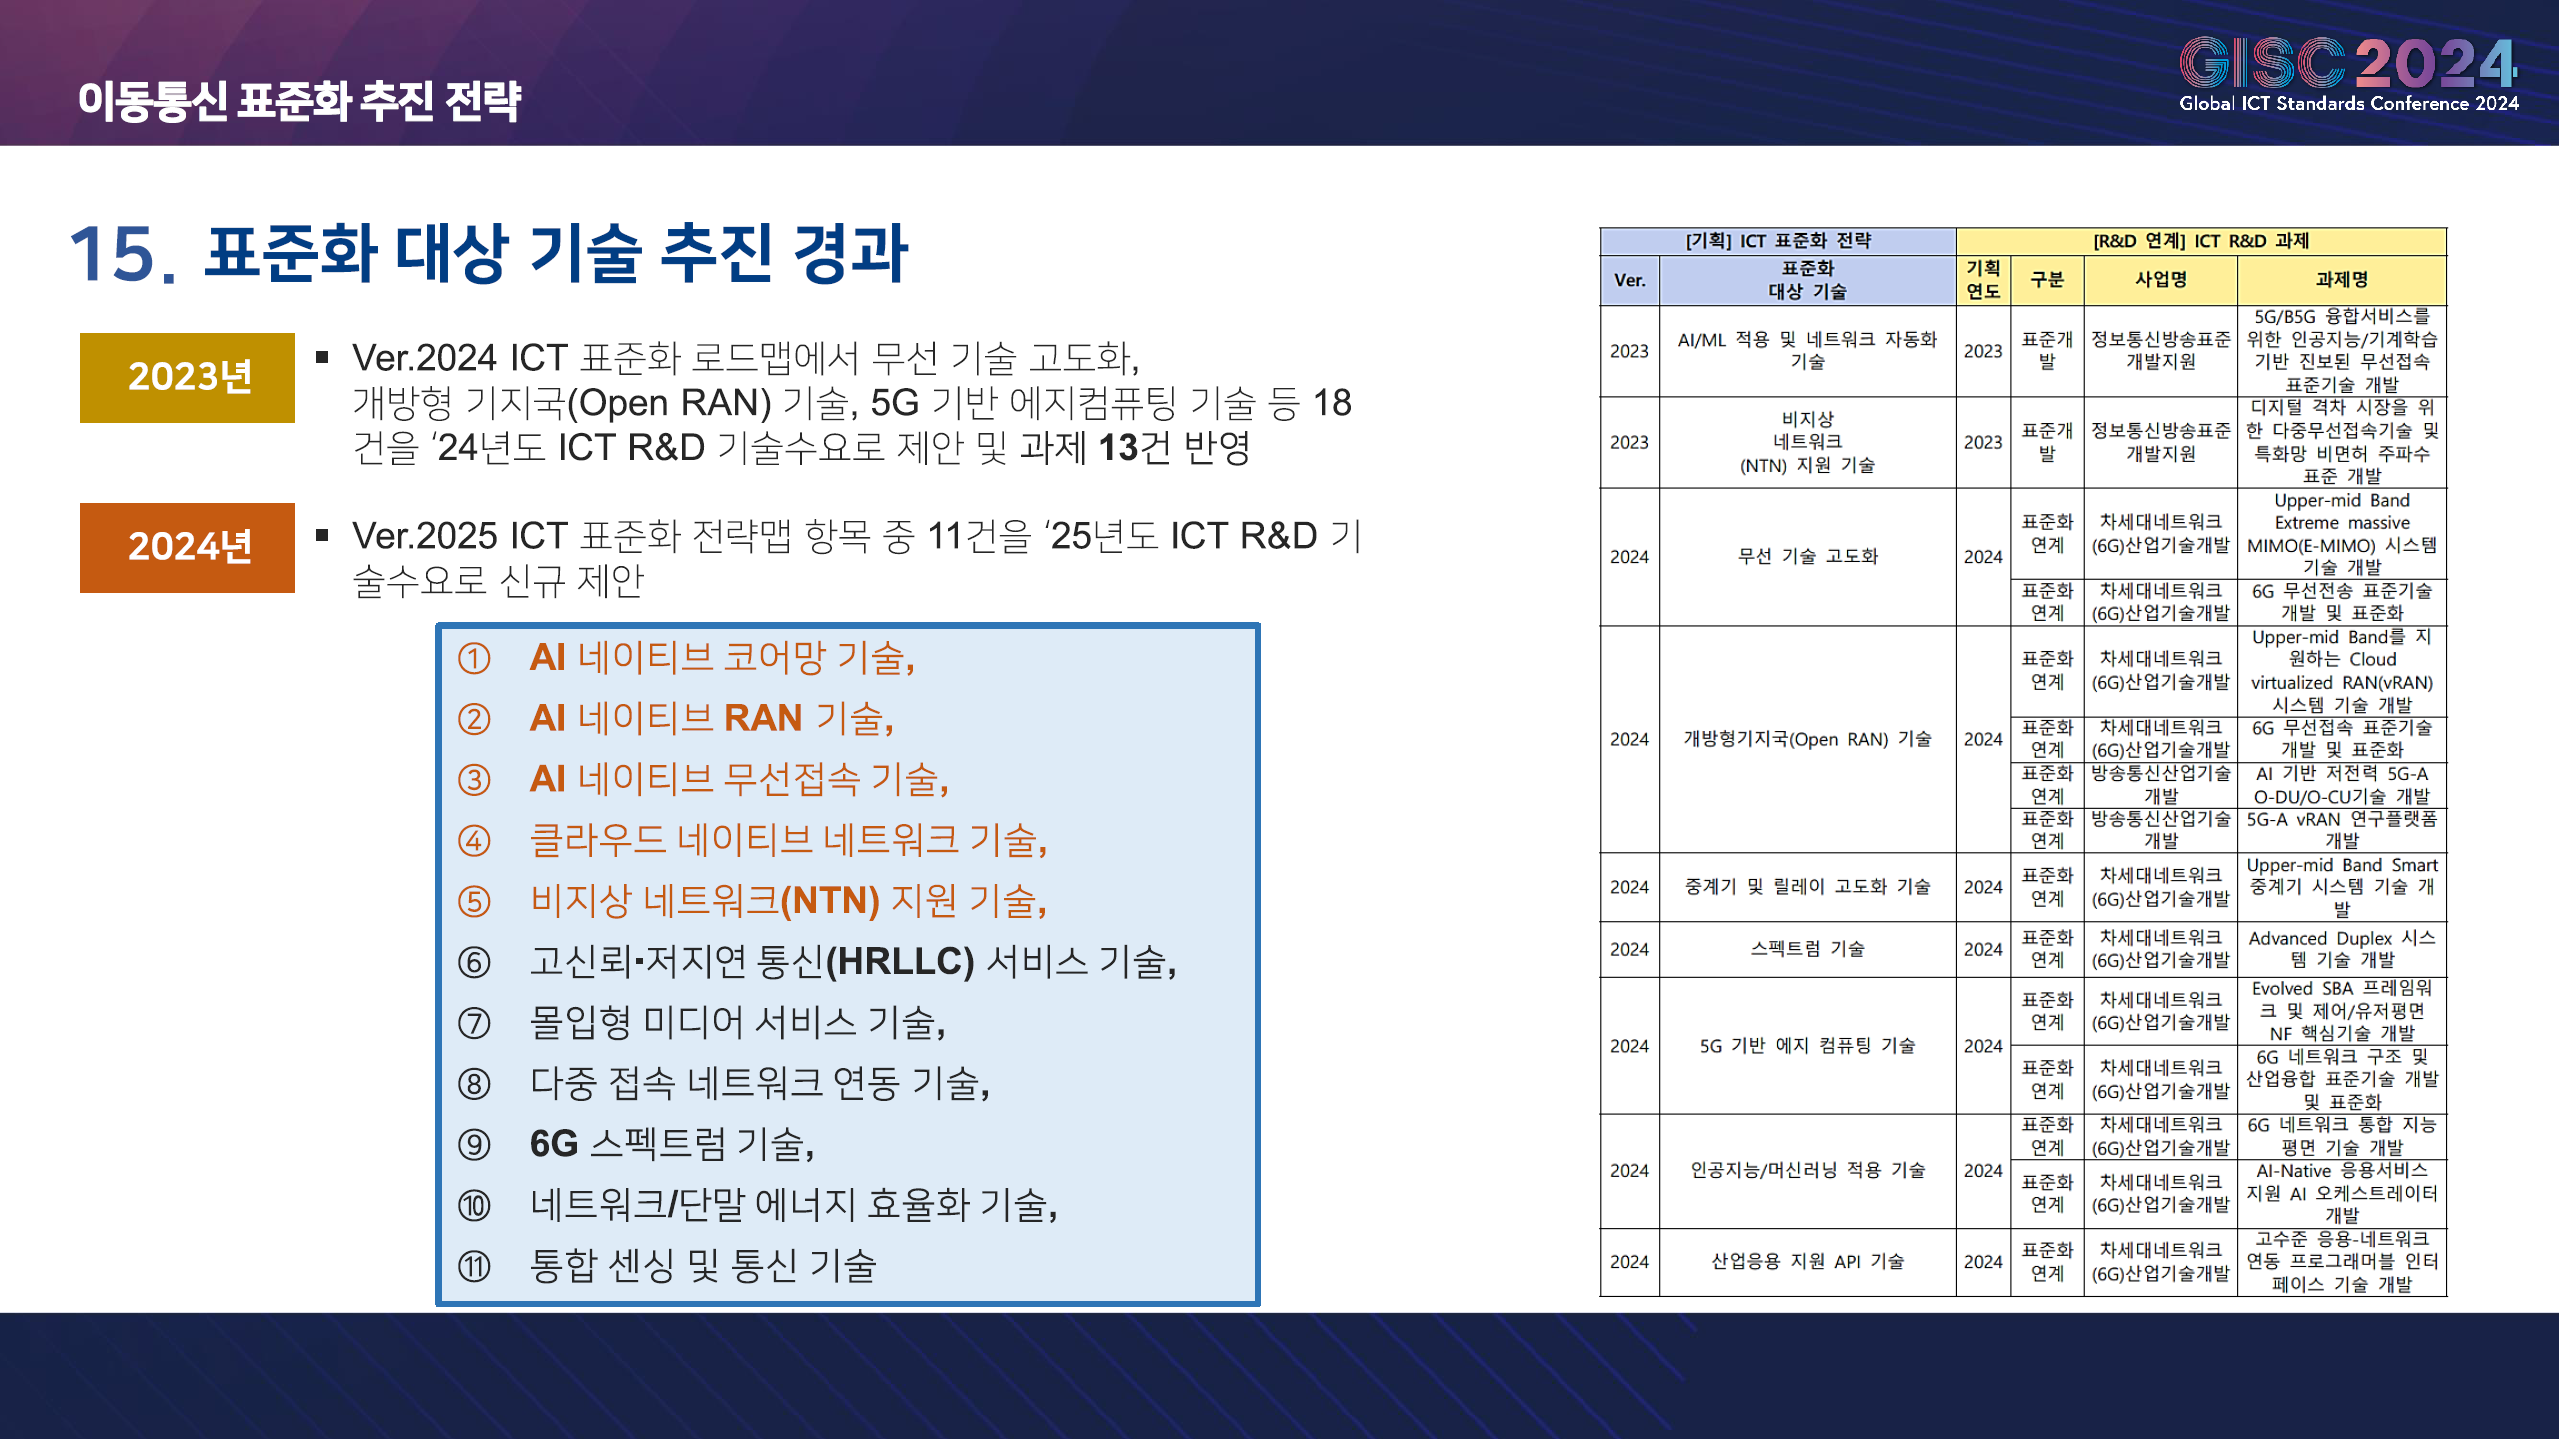 이동통신 표준화 추진 전략
GISC 2024
Global ICT Standards Conference 2024
15. 표준화 대상 기술 추진 경과
2023년
▪ Ver.2024 ICT 표준화 로드맵에서 무선 기술 고도화,
개방형 기지국(Open RAN) 기술, 5G 기반 에지컴퓨팅 기술 등 18
건을 ‘24년도 ICT R&D 기술수요로 제안 및 과제 13건 반영
2024년
▪ Ver.2025 ICT 표준화 전략맵 항목 중 11건을 ‘25년도 ICT R&D 기
술수요로 신규 제안
① AI 네이티브 코어망 기술,
② AI 네이티브 RAN 기술,
③ AI 네이티브 무선접속 기술,
④ 클라우드 네이티브 네트워크 기술,
⑤ 비지상 네트워크(NTN) 지원 기술,
⑥ 고신뢰·저지연 통신(HRLLC) 서비스 기술,
⑦ 몰입형 미디어 서비스 기술,
⑧ 다중 접속 네트워크 연동 기술,
⑨ 6G 스펙트럼 기술,
⑩ 네트워크/단말 에너지 효율화 기술,
⑪ 통합 센싱 및 통신 기술
[기획] ICT 표준화 전략
[R&D 연계] ICT R&D 과제
Ver.
표준화
대상 기술
기획
연도
구분
사업명
과제명
2023
AI/ML 적용 및 네트워크 자동화
기술
2023
표준개
발
정보통신방송표준
개발지원
5G/B5G 융합서비스를
위한 인공지능/기계학습
기반 진보된 무선접속
표준기술 개발
2023
비지상
네트워크
(NTN) 지원 기술
2023
표준개
발
정보통신방송표준
개발지원
디지털 격차 시장을 위
한 다중무선접속기술 및
특화망 비면허 주파수
표준 개발
2024
무선 기술 고도화
2024
표준화
연계
차세대네트워크
(6G)산업기술개발
Upper-mid Band
Extreme massive
MIMO(E-MIMO) 시스템
기술 개발
표준화
연계
차세대네트워크
(6G)산업기술개발
6G 무선전송 표준기술
개발 및 표준화
2024
개방형기지국(Open RAN) 기술
2024
표준화
연계
차세대네트워크
(6G)산업기술개발
Upper-mid Band를 지
원하는 Cloud
virtualized RAN(vRAN)
시스템 기술 개발
표준화
연계
차세대네트워크
(6G)산업기술개발
6G 무선접속 표준기술
개발 및 표준화
표준화
연계
방송통신산업기술
개발
AI 기반 저전력 5G-A
O-DU/O-CU기술 개발
표준화
연계
방송통신산업기술
개발
5G-A vRAN 연구플랫폼
개발
2024
중계기 및 릴레이 고도화 기술
2024
표준화
연계
차세대네트워크
(6G)산업기술개발
Upper-mid Band Smart
중계기 시스템 기술 개
발
2024
스펙트럼 기술
2024
표준화
연계
차세대네트워크
(6G)산업기술개발
Advanced Duplex 시스
템 기술 개발
2024
5G 기반 에지 컴퓨팅 기술
2024
표준화
연계
차세대네트워크
(6G)산업기술개발
Evolved SBA 프레임워
크 및 제어/유저평면
NF 핵심기술 개발
표준화
연계
차세대네트워크
(6G)산업기술개발
6G 네트워크 구조 및
산업융합 표준기술 개발
및 표준화
2024
인공지능/머신러닝 적용 기술
2024
표준화
연계
차세대네트워크
(6G)산업기술개발
6G 네트워크 통합 지능
평면 기술 개발
표준화
연계
차세대네트워크
(6G)산업기술개발
AI-Native 응용서비스
지원 AI 오케스트레이터
개발
2024
산업응용 지원 API 기술
2024
표준화
연계
차세대네트워크
(6G)산업기술개발
고수준 응용-네트워크
연동 프로그래머블 인터
페이스 기술 개발